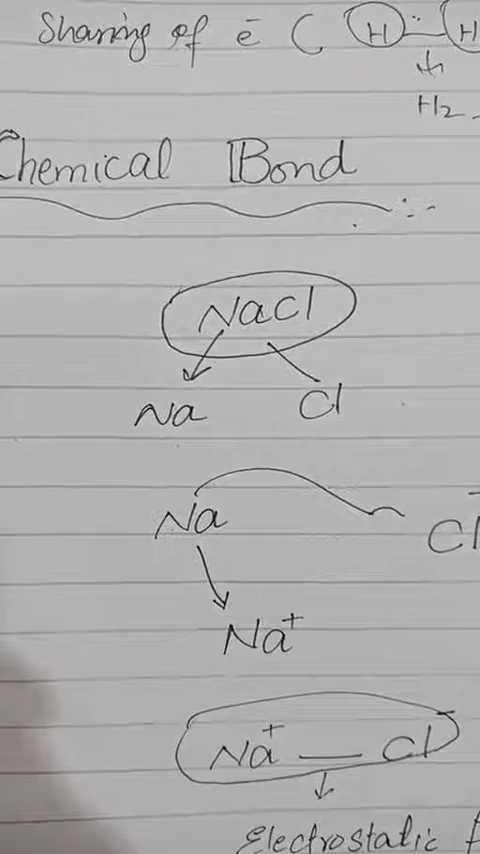 Sharing of ē ( H : H
H2
Chemical Bond
NaCl
Na Cl
Na Cl⁻
Na⁺
Na⁺ — Cl
Electrostatic f